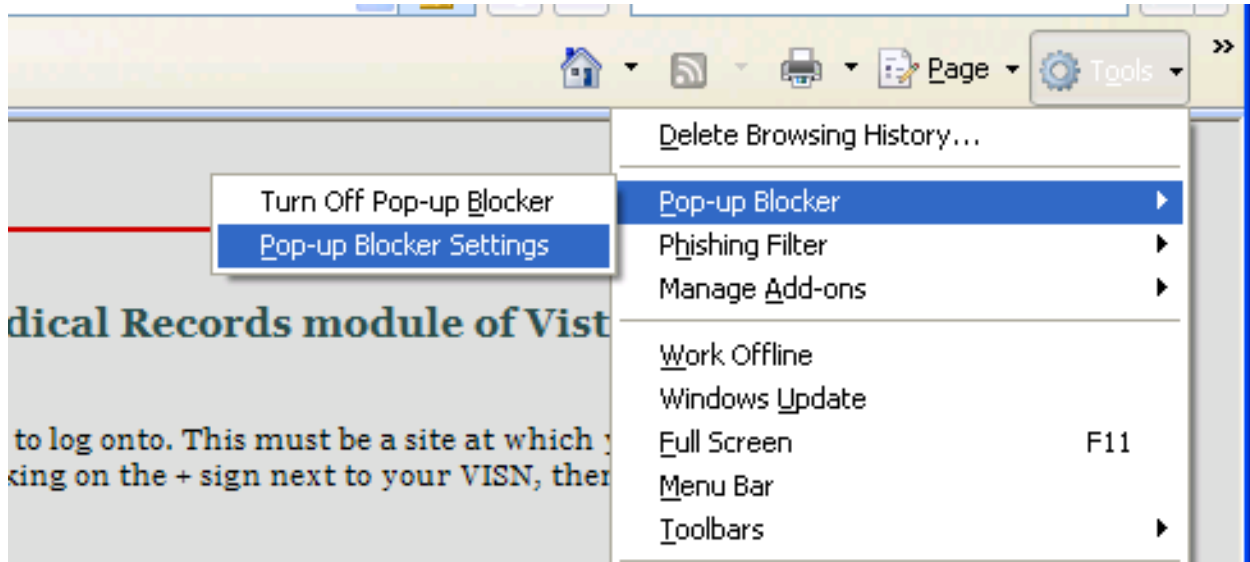 Page
Tools
»
Delete Browsing History...
Turn Off Pop-up Blocker
Pop-up Blocker
Pop-up Blocker Settings
Phishing Filter
Manage Add-ons
dical Records module of Vist
Work Offline
Windows Update
to log onto. This must be a site at which
Full Screen F11
king on the + sign next to your VISN, then
Menu Bar
Toolbars